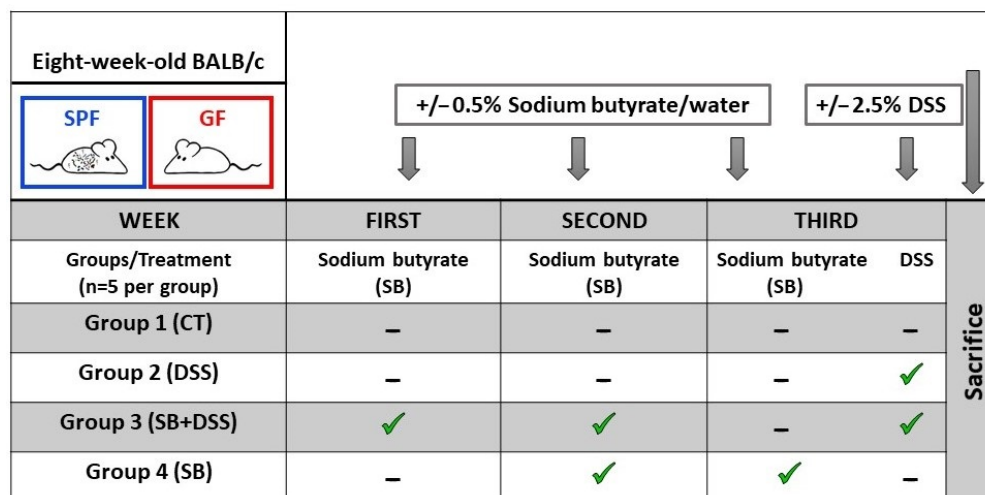 Eight-week-old BALB/c
SPF
GF
+/− 0.5% Sodium butyrate/water
+/− 2.5% DSS
WEEK FIRST SECOND THIRD
Groups/Treatment
(n=5 per group)
Sodium butyrate
(SB)
Sodium butyrate
(SB)
Sodium butyrate
(SB)
DSS
Group 1 (CT) – – – –
Group 2 (DSS) – – – ✓
Group 3 (SB+DSS) ✓ ✓ – ✓
Group 4 (SB) – ✓ ✓ –
Sacrifice